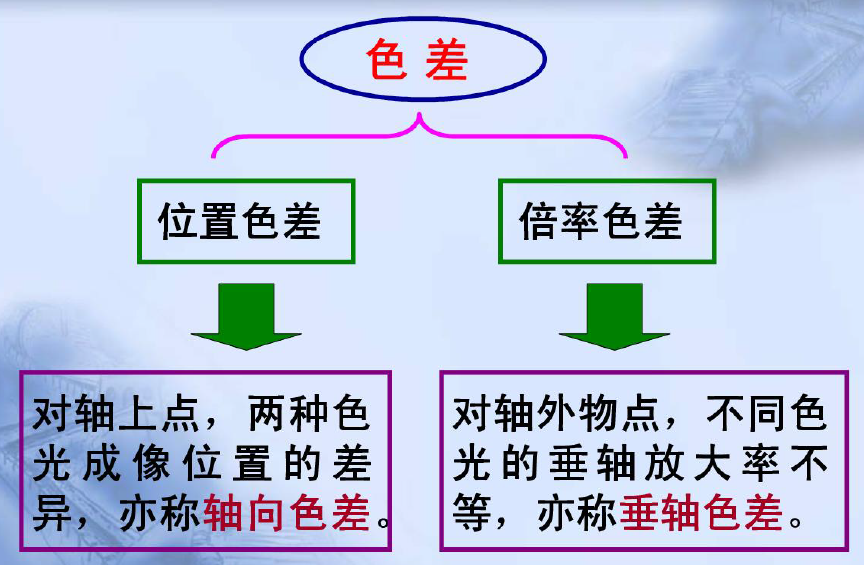 色差
位置色差
倍率色差
对轴上点，两种色
光成像位置的差
异，亦称轴向色差。
对轴外物点，不同色
光的垂轴放大率不
等，亦称垂轴色差。